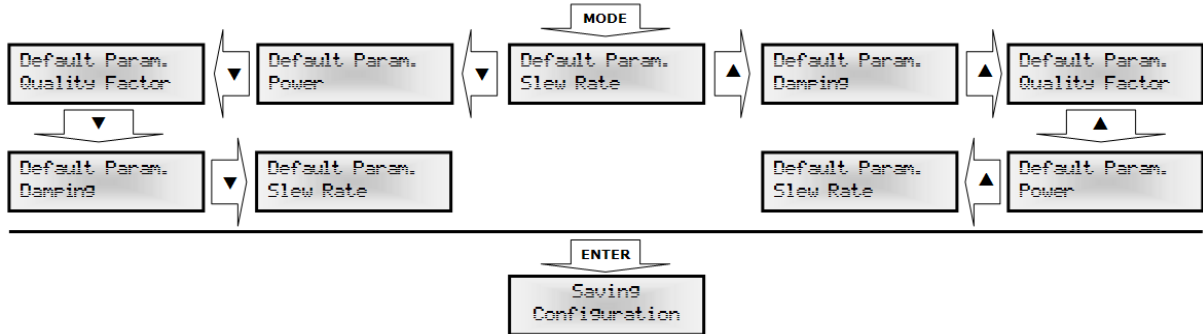 MODE
Default Param.
Quality Factor
▼
Default Param.
Power
▼
Default Param.
Slew Rate
▲
Default Param.
Damping
▲
Default Param.
Quality Factor
▼
▲
Default Param.
Damping
▼
Default Param.
Slew Rate
Default Param.
Slew Rate
▲
Default Param.
Power
ENTER
Saving
Configuration